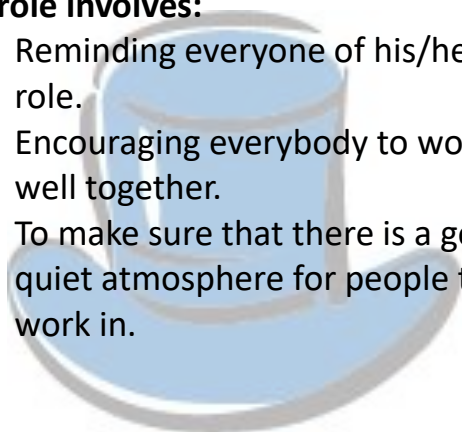 role involves:
Reminding everyone of his/he
role.
Encouraging everybody to wo
well together.
To make sure that there is a g
quiet atmosphere for people t
work in.